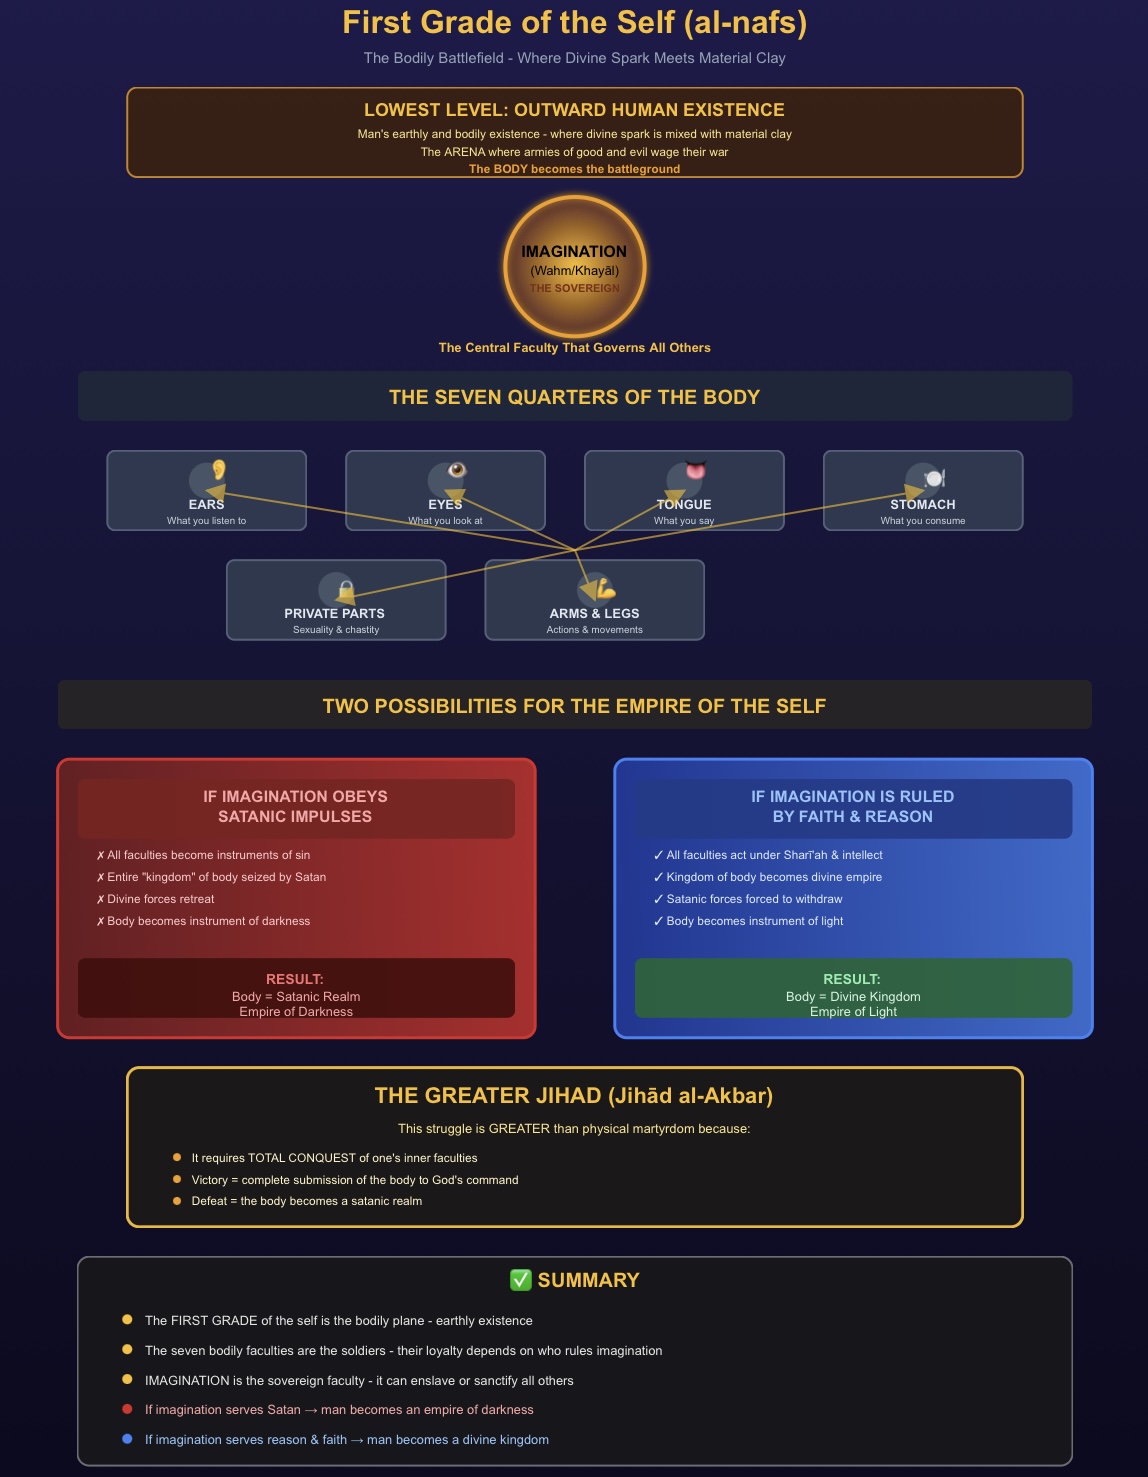 First Grade of the Self (al-nafs)
The Bodily Battlefield - Where Divine Spark Meets Material Clay
LOWEST LEVEL: OUTWARD HUMAN EXISTENCE
Man's earthly and bodily existence - where divine spark is mixed with material clay
The ARENA where armies of good and evil wage their war
The BODY becomes the battleground
IMAGINATION
(Wahm/Khayāl)
THE SOVEREIGN
The Central Faculty That Governs All Others
THE SEVEN QUARTERS OF THE BODY
EARS
What you listen to
EYES
What you look at
TONGUE
What you say
STOMACH
What you consume
PRIVATE PARTS
Sexuality & chastity
ARMS & LEGS
Actions & movements
TWO POSSIBILITIES FOR THE EMPIRE OF THE SELF
IF IMAGINATION OBEYS
SATANIC IMPULSES
✗ All faculties become instruments of sin
✗ Entire "kingdom" of body seized by Satan
✗ Divine forces retreat
✗ Body becomes instrument of darkness
RESULT:
Body = Satanic Realm
Empire of Darkness
IF IMAGINATION IS RULED
BY FAITH & REASON
✓ All faculties act under Sharī'ah & intellect
✓ Kingdom of body becomes divine empire
✓ Satanic forces forced to withdraw
✓ Body becomes instrument of light
RESULT:
Body = Divine Kingdom
Empire of Light
THE GREATER JIHAD (Jihād al-Akbar)
This struggle is GREATER than physical martyrdom because:
It requires TOTAL CONQUEST of one's inner faculties
Victory = complete submission of the body to God's command
Defeat = the body becomes a satanic realm
✅ SUMMARY
The FIRST GRADE of the self is the bodily plane - earthly existence
The seven bodily faculties are the soldiers - their loyalty depends on who rules imagination
IMAGINATION is the sovereign faculty - it can enslave or sanctify all others
If imagination serves Satan → man becomes an empire of darkness
If imagination serves reason & faith → man becomes a divine kingdom